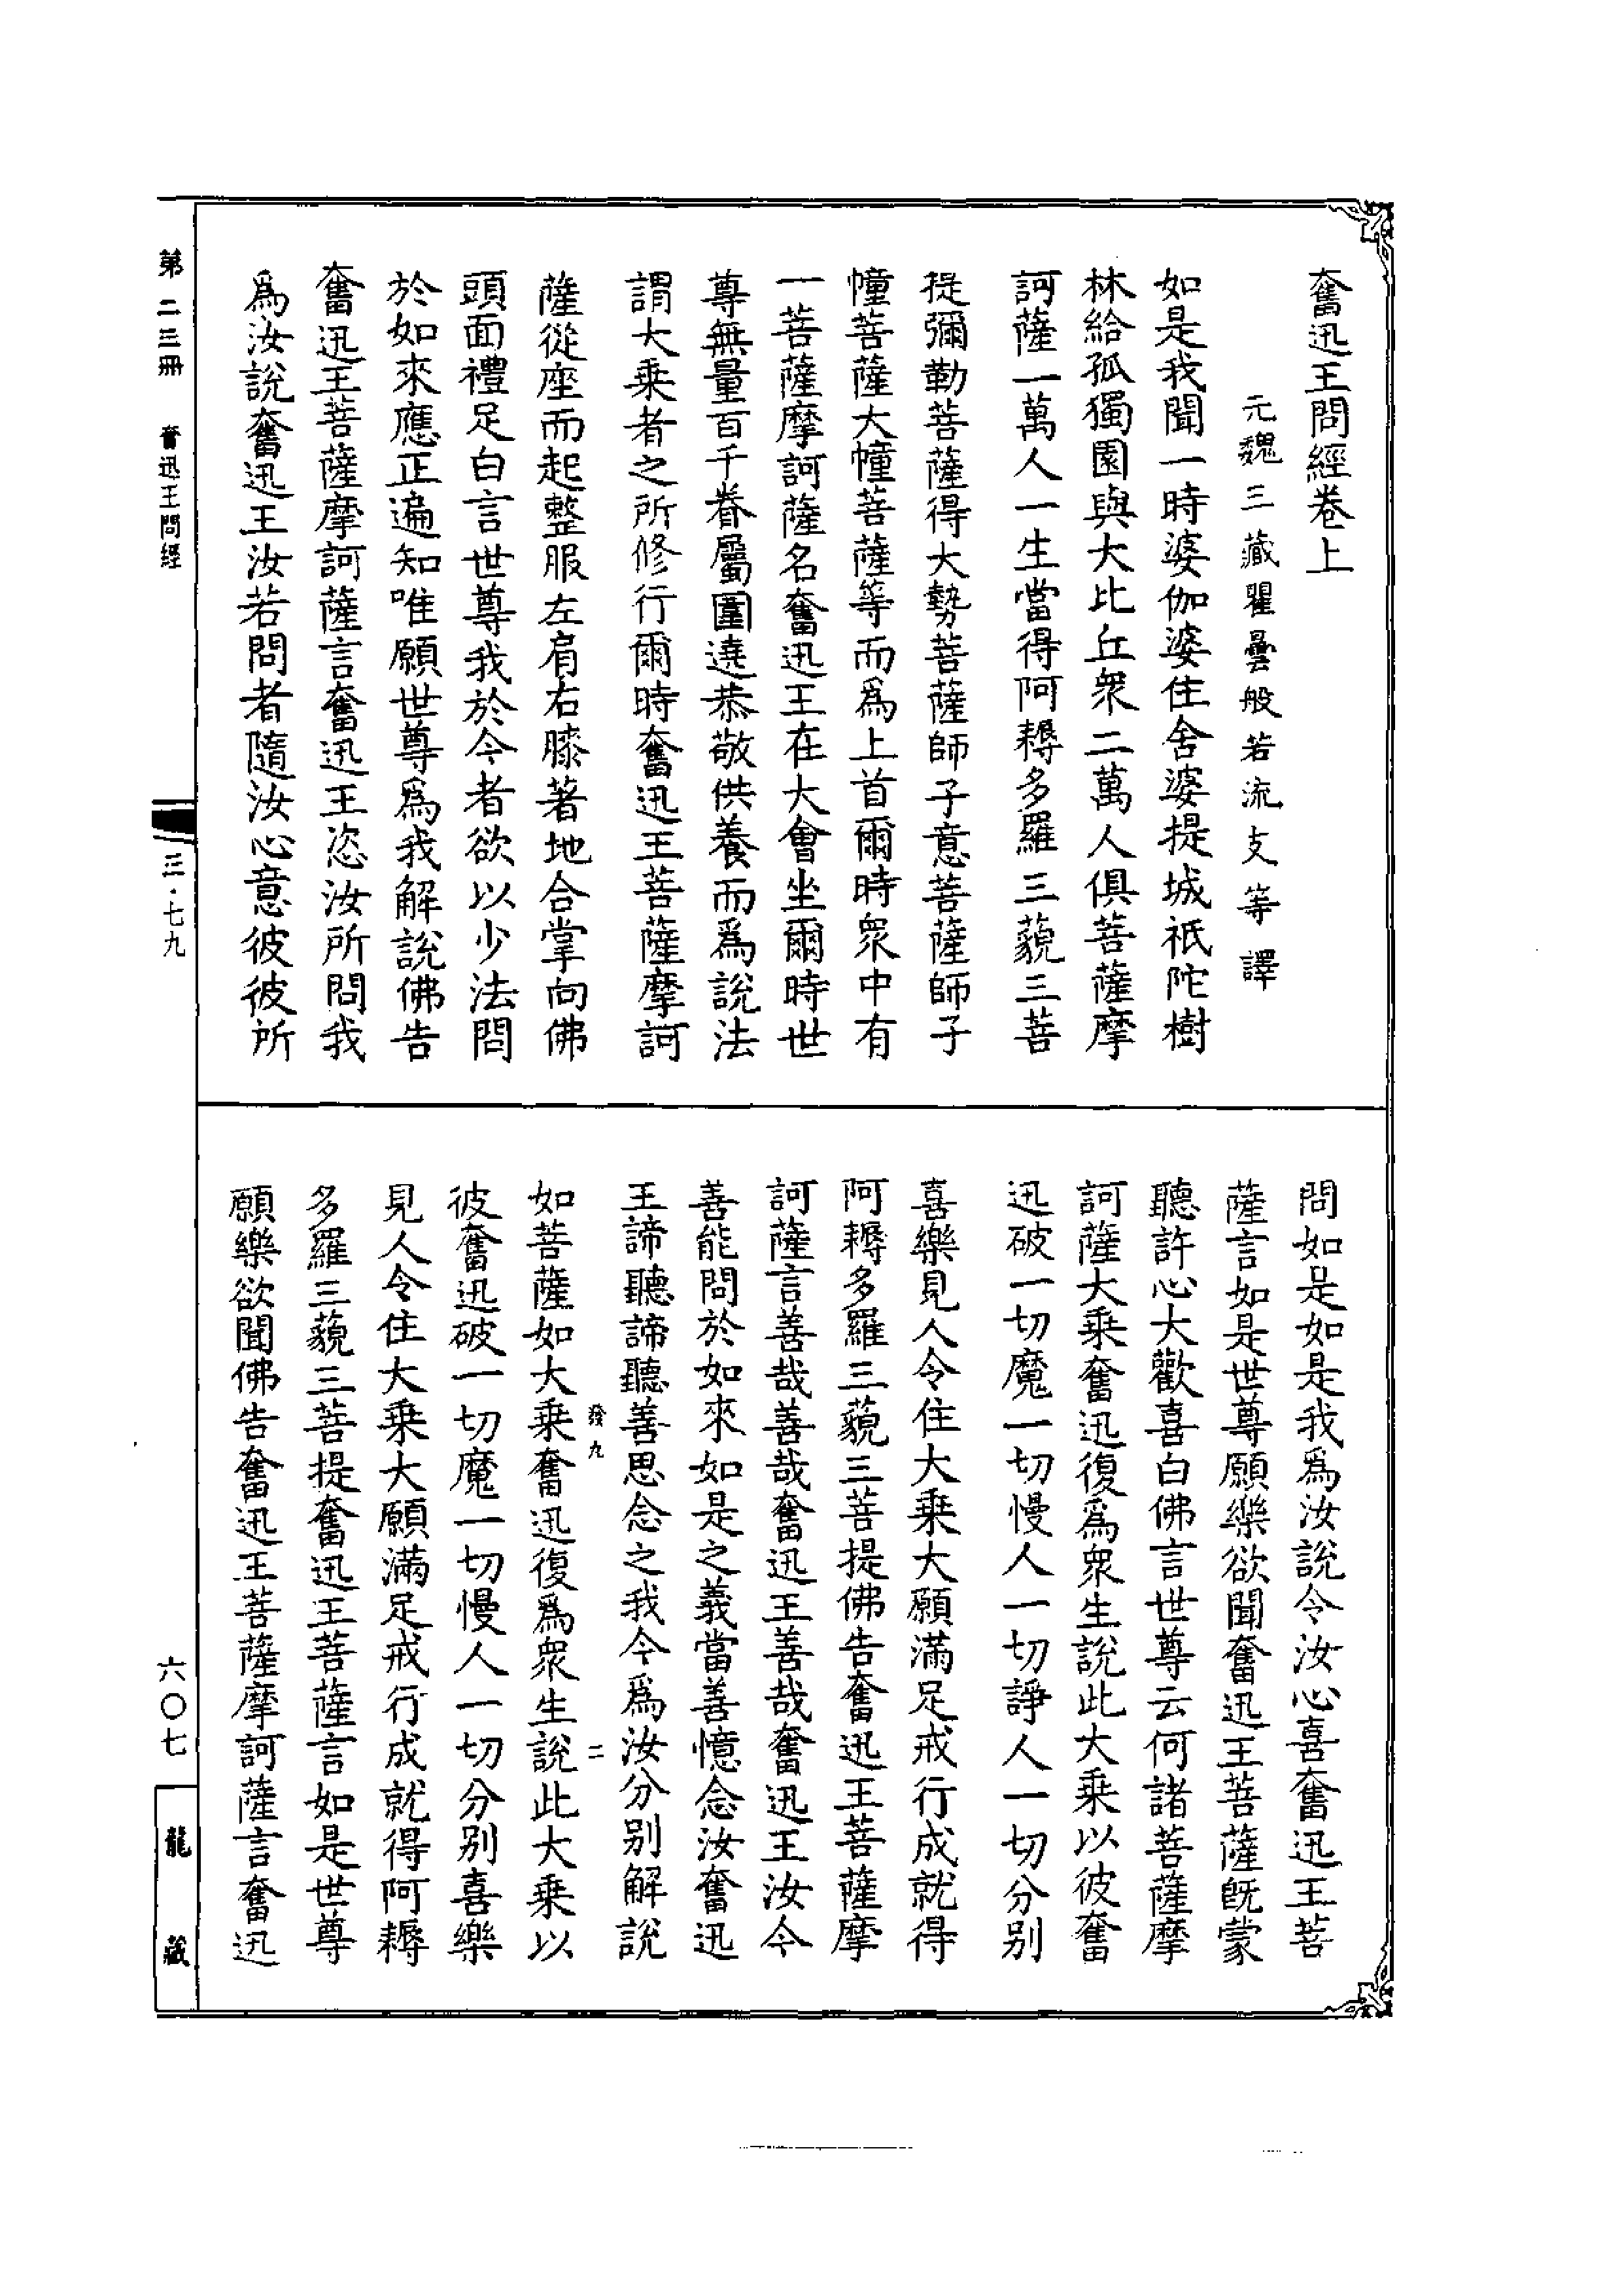 奮迅王問經卷上
元魏三藏瞿曇般若流支等譯
如是我聞一時婆伽婆住舍婆提城祇陀樹
林給孤獨園與大比丘衆二萬人俱菩薩摩
訶薩一萬人一生當得阿耨多羅三藐三菩
提彌勒菩薩得大勢菩薩師子意菩薩師子
幢菩薩大幢菩薩等而爲上首爾時衆中有
一菩薩摩訶薩名奮迅王在大會坐爾時世
尊無量百千眷屬圍遶恭敬供養而爲說法
謂大乘者之所修行爾時奮迅王菩薩摩訶
薩從座而起整服左肩右膝著地合掌向佛
頭面禮足白言世尊我於今者欲以少法問
於如來應正遍知唯願世尊爲我解說佛告
奮迅王菩薩摩訶薩言奮迅王恣汝所問我
爲汝說奮迅王汝若問者隨汝心意彼彼所
問如是如是我爲汝說令汝心喜奮迅王菩
薩言如是世尊願樂欲聞奮迅王菩薩旣蒙
聽許心大歡喜白佛言世尊云何諸菩薩摩
訶薩大乘奮迅復爲衆生說此大乘以彼奮
迅破一切魔一切慢人一切諍人一切分別
喜樂見人令住大乘大願滿足戒行成就得
阿耨多羅三藐三菩提佛告奮迅王菩薩摩
訶薩言善哉善哉奮迅王善哉奮迅王汝今
善能問於如來如是之義當善憶念汝奮迅
王諦聽諦聽善思念之我今爲汝分別解說
發九
二
如菩薩如大乘奮迅復爲衆生說此大乘以
彼奮迅破一切魔一切慢人一切分別喜樂
見人令住大乘大願滿足戒行成就得阿耨
多羅三藐三菩提奮迅王菩薩言如是世尊
願樂欲聞佛告奮迅王菩薩摩訶薩言奮迅
第二三冊 奮迅王問經
三·七九
六〇七
龍藏